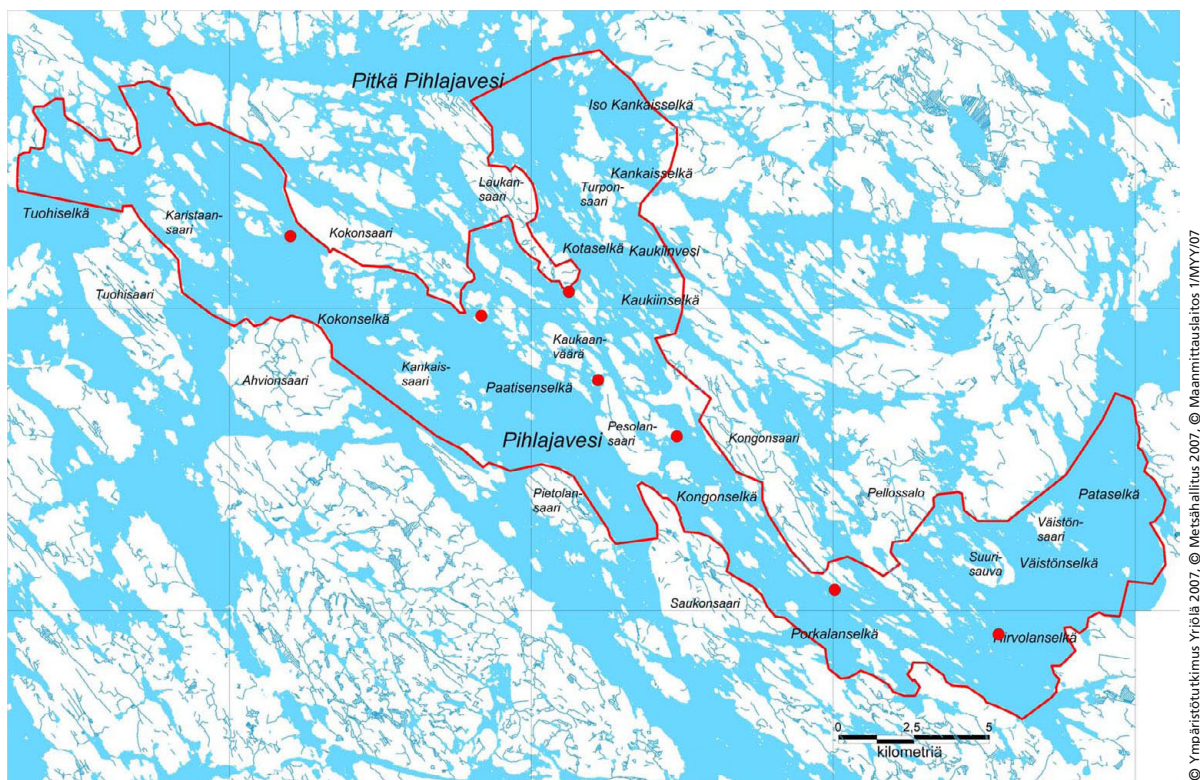 Pitkä Pihlajavesi
Iso Kankaisselkä
Kankaisselkä
Laukan-
saari
Turpon-
saari
Tuohiselkä
Karistaan-
saari
Kokonsaari
Kotaselkä
Kaukiinvesi
Tuohisaari
Kaukiinselkä
Kokonselkä
Kaukaan-
väärä
Kankais-
saari
Ahvionsaari
Paatisenselkä
Pihlajavesi
Pesolan-
saari
Kongonsaari
Pietolan-
saari
Kongonselkä
Pellossalo
Pataselkä
Väistön-
saari
Suuri-
sauva
Väistönselkä
Saukonsaari
Porkalanselkä
Hirvolanselkä
0 2,5 5
kilometriä
© Ympäristötutkimus Yrjölä 2007. © Metsähallitus 2007, © Maanmittauslaitos 1/MYY/07